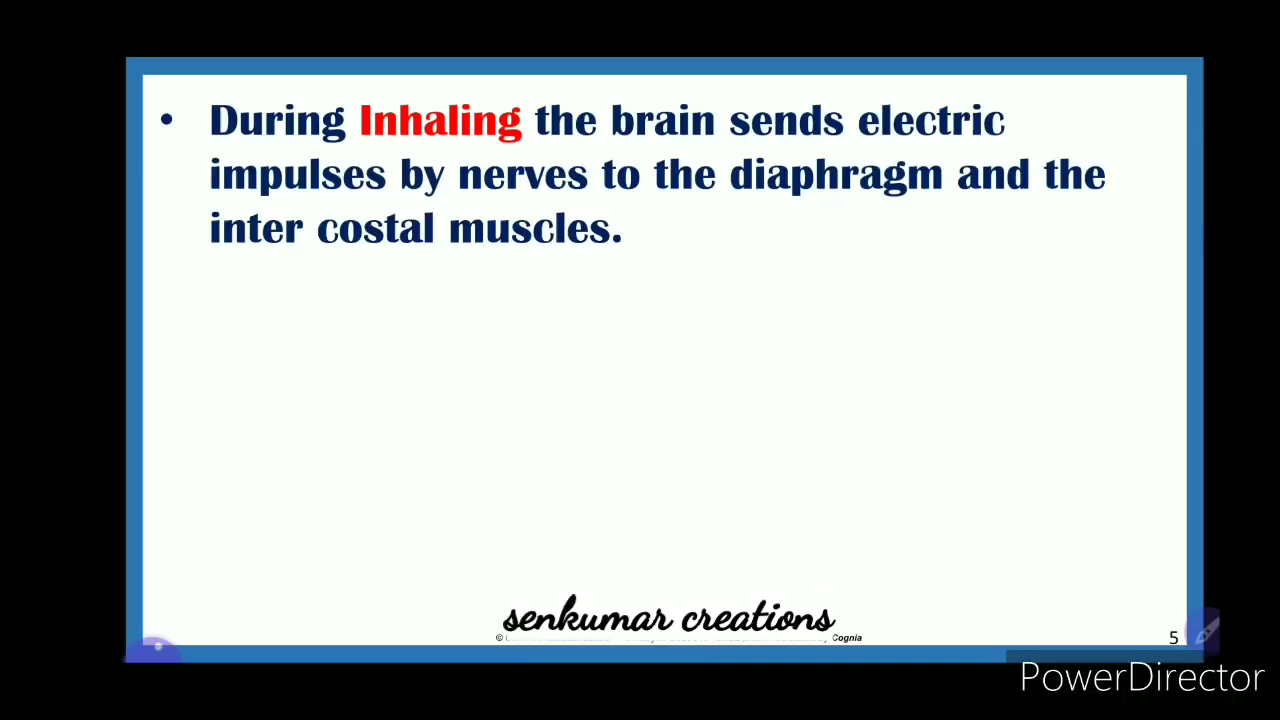 • During Inhaling the brain sends electric
impulses by nerves to the diaphragm and the
inter costal muscles.
senkumar creations
© Cognia
5
PowerDirector